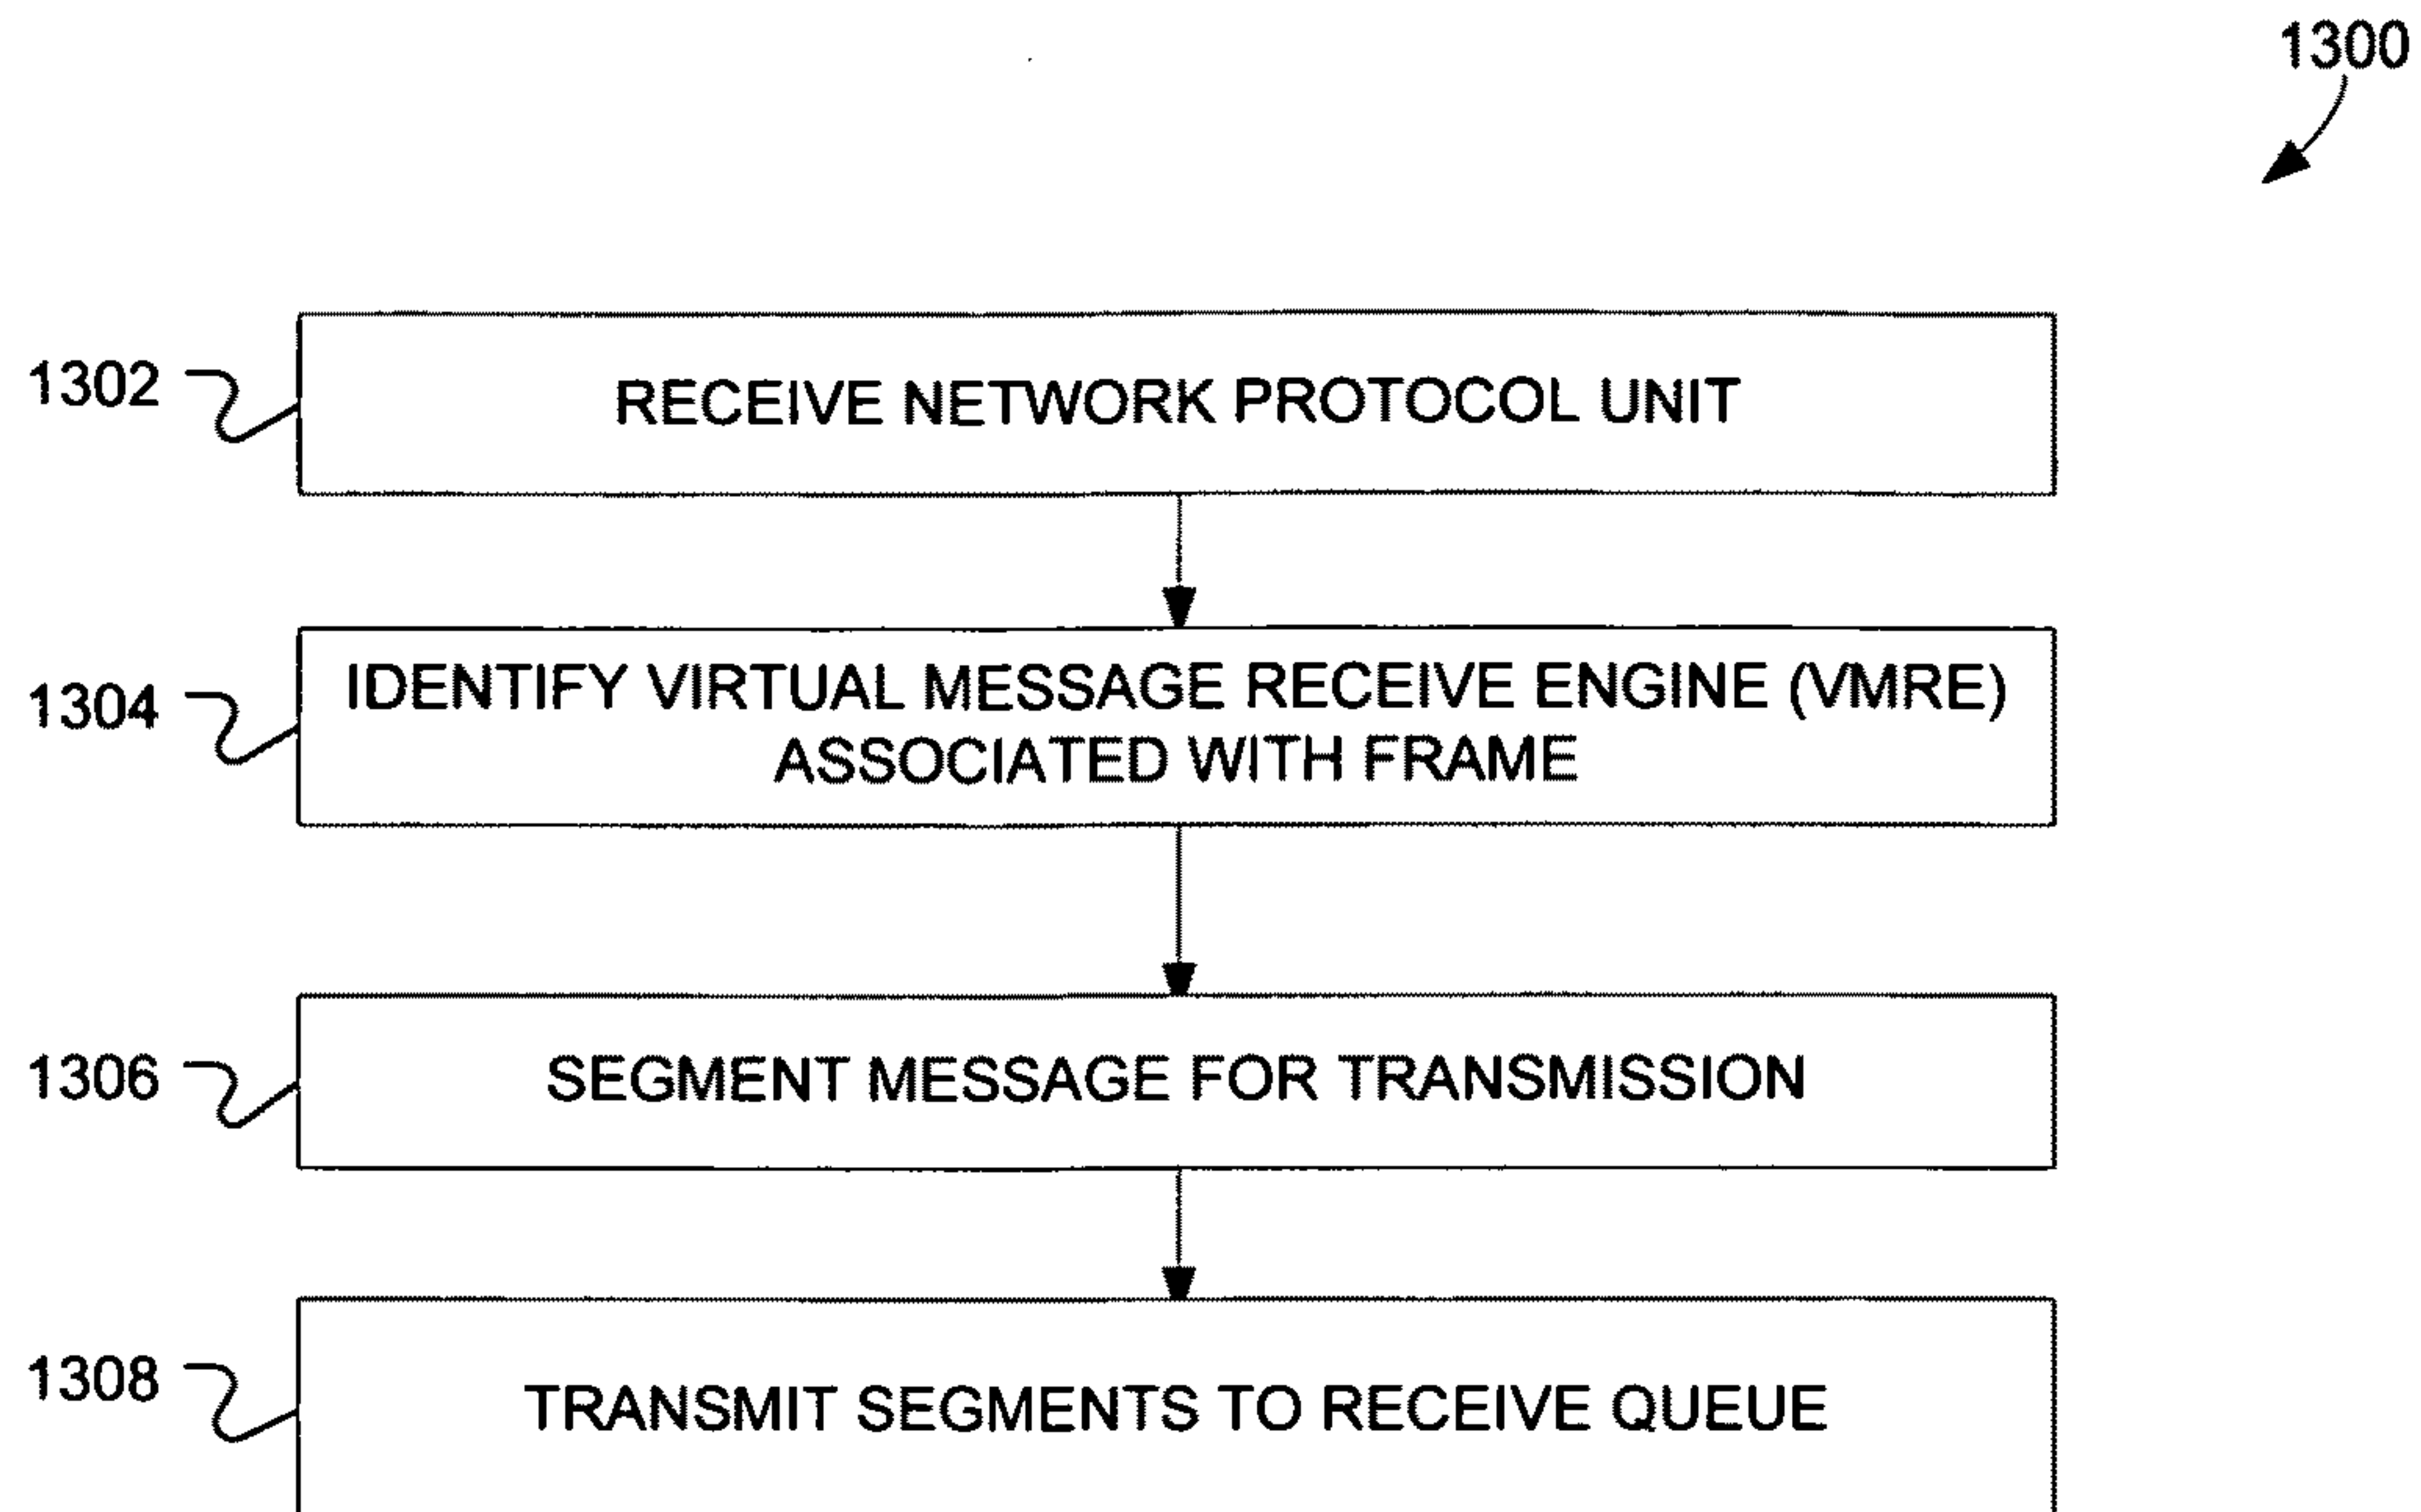 1300
1302
RECEIVE NETWORK PROTOCOL UNIT
1304
IDENTIFY VIRTUAL MESSAGE RECEIVE ENGINE (VMRE)
ASSOCIATED WITH FRAME
1306
SEGMENT MESSAGE FOR TRANSMISSION
1308
TRANSMIT SEGMENTS TO RECEIVE QUEUE